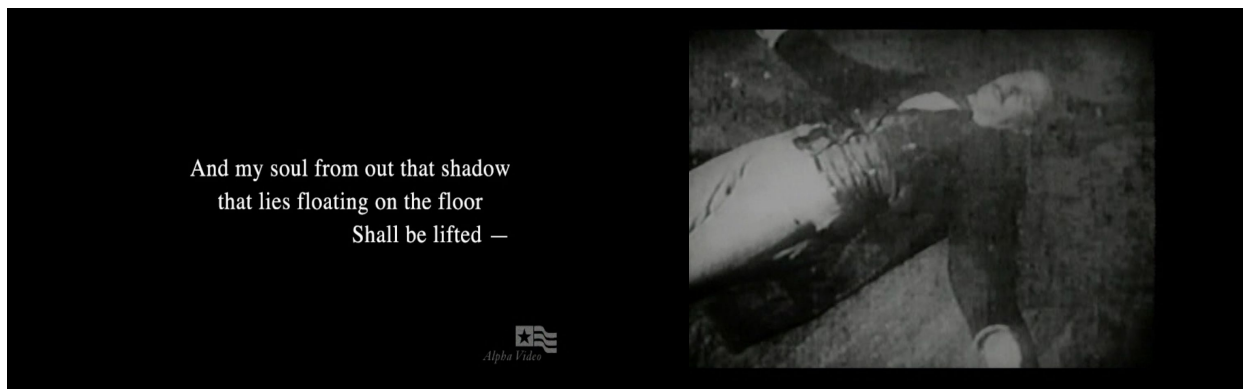 And my soul from out that shadow
that lies floating on the floor
Shall be lifted —
Alpha Video